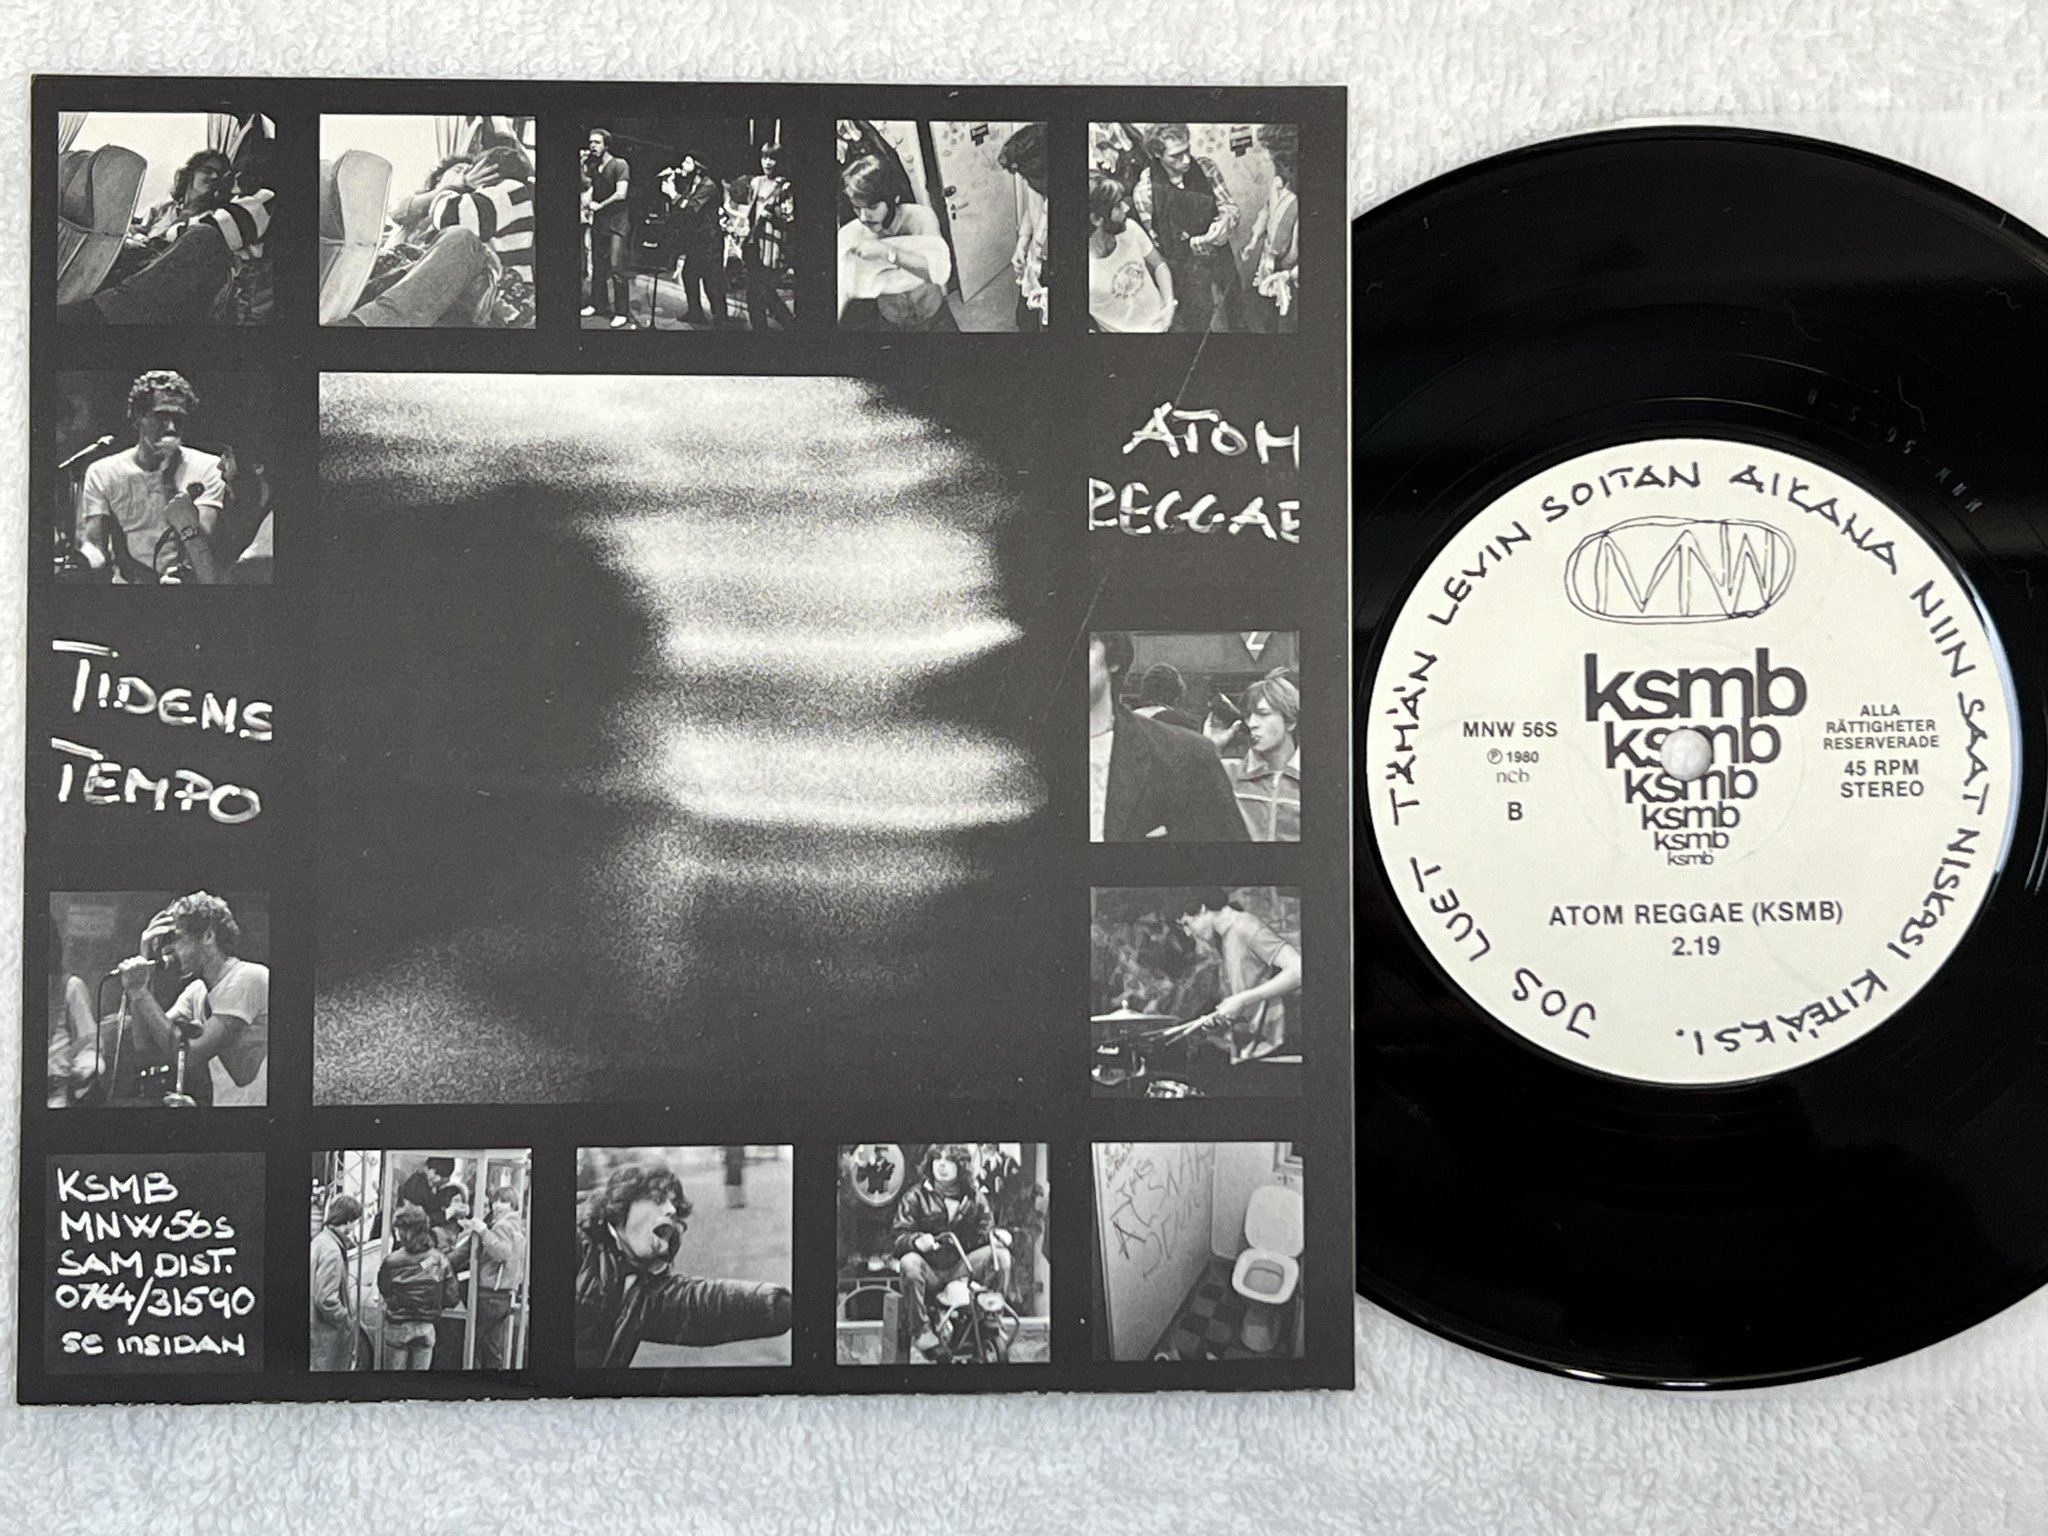 ATOM
REGGAE
TIDENS
TEMPO
KSMB
MNW 56S
SAM DIST.
0764/31590
SE INSIDAN
JOS LUET TÄMÄN LEVIN SOITAN AIKANA NIIN SAAT NISKASI KITEÄKSI.
MNW
ksmb
ksmb
ksmb
ksmb
ksmb
ksmb
MNW 56S
Ⓟ 1980
ncb
B
ALLA
RÄTTIGHETER
RESERVERADE
45 RPM
STEREO
ATOM REGGAE (KSMB)
2.19